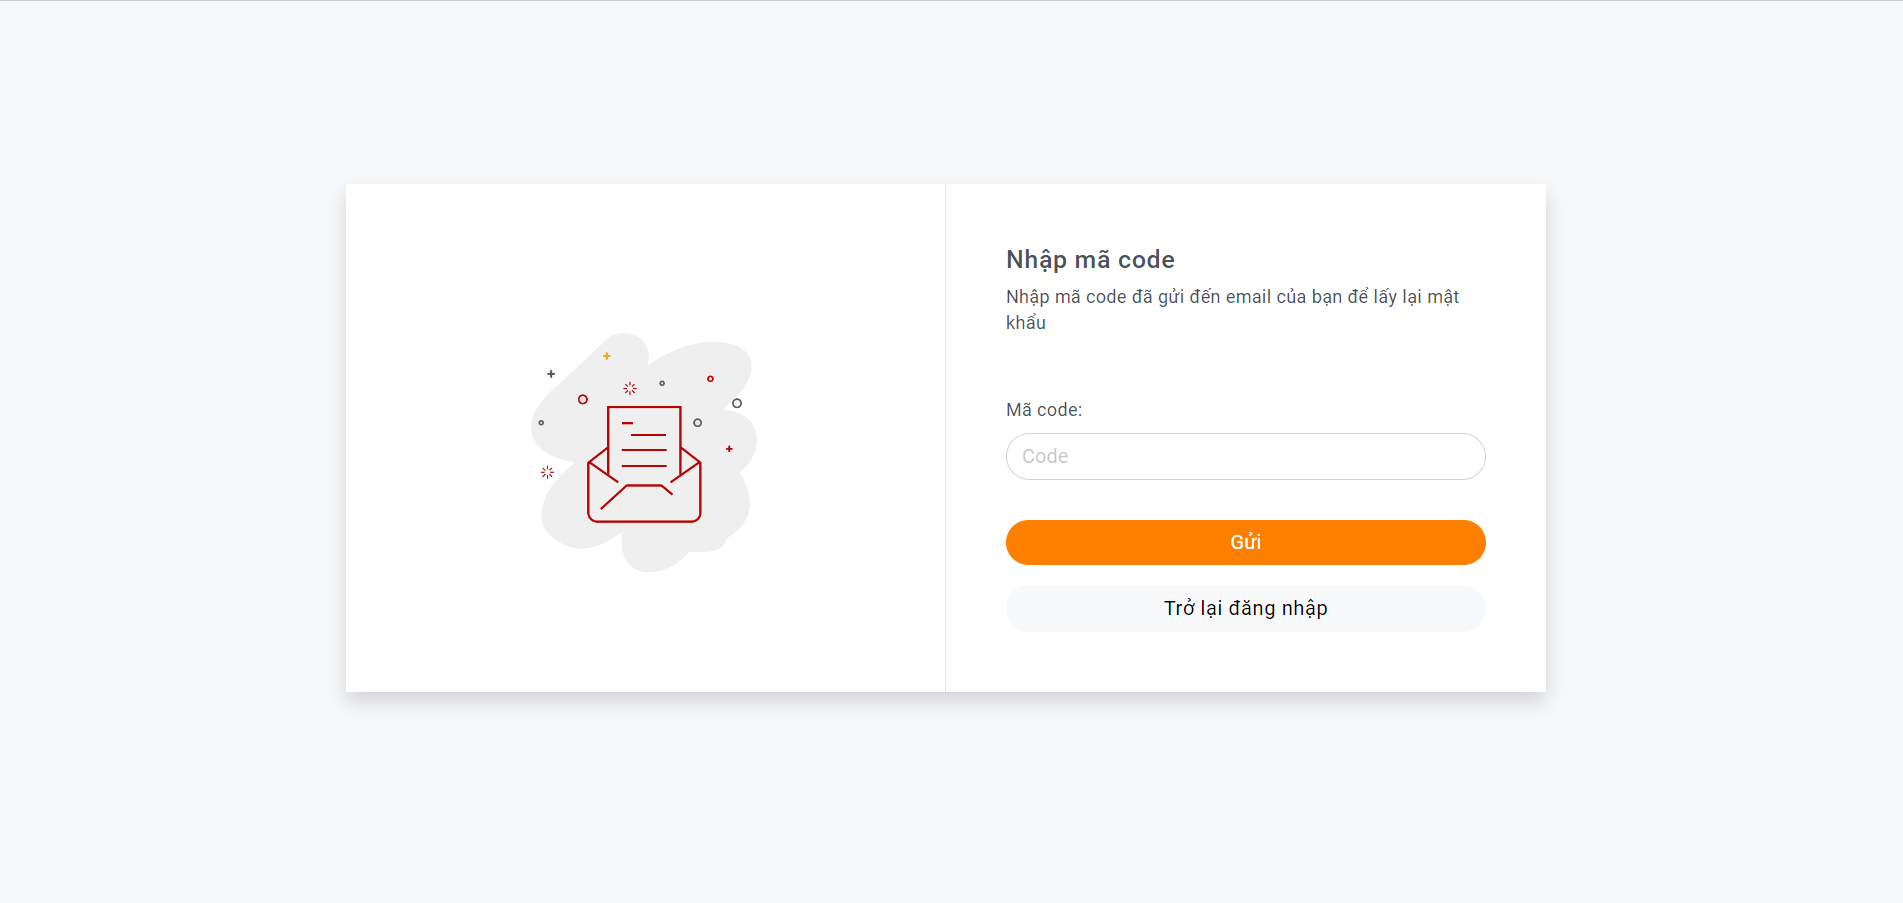 Nhập mã code
Nhập mã code đã gửi đến email của bạn để lấy lại mật
khẩu
Mã code:
Code
Gửi
Trở lại đăng nhập